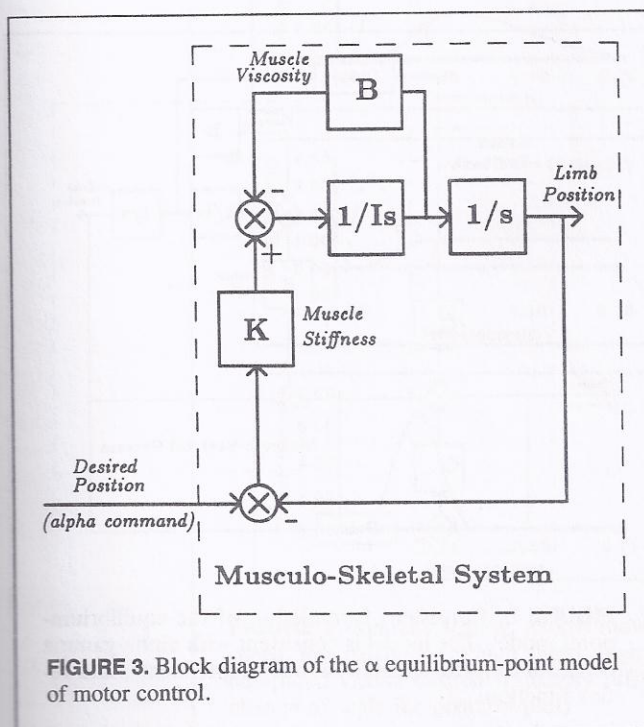 Muscle
Viscosity
B
-
1/Is
1/s
Limb
Position
+
K
Muscle
Stiffness
Desired
Position
(alpha command)
-
Musculo-Skeletal System
FIGURE 3. Block diagram of the α equilibrium-point model
of motor control.